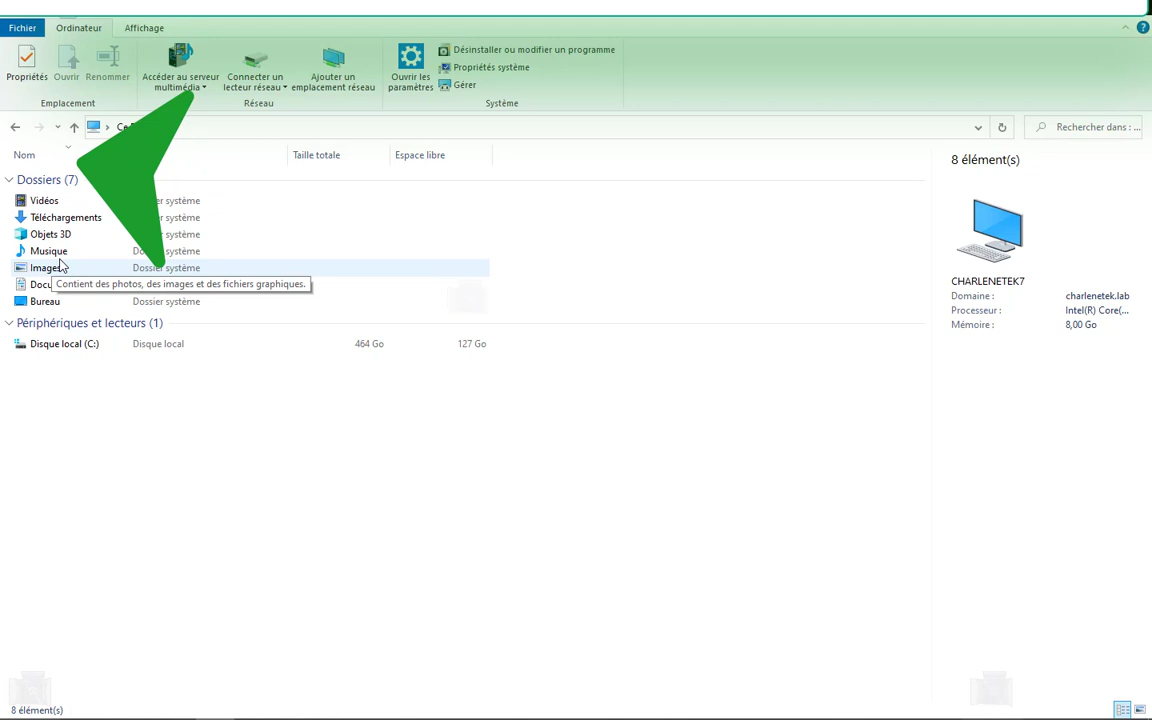 Fichier Ordinateur Affichage
Propriétés Ouvrir Renommer
Emplacement
Accéder au serveur
multimédia
Connecter un
lecteur réseau
Ajouter un
emplacement réseau
Réseau
Ouvrir les
paramètres
Désinstaller ou modifier un programme
Propriétés système
Gérer
Système
Rechercher dans : ...
Nom Taille totale Espace libre
Dossiers (7)
Vidéos système
Téléchargements système
Objets 3D système
Musique système
Images Dossier système
Contient des photos, des images et des fichiers graphiques.
Bureau Dossier système
Périphériques et lecteurs (1)
Disque local (C:) Disque local 464 Go 127 Go
8 élément(s)
CHARLENETEK7
Domaine : charlenetek.lab
Processeur : Intel(R) Core(...
Mémoire : 8,00 Go
8 élément(s)